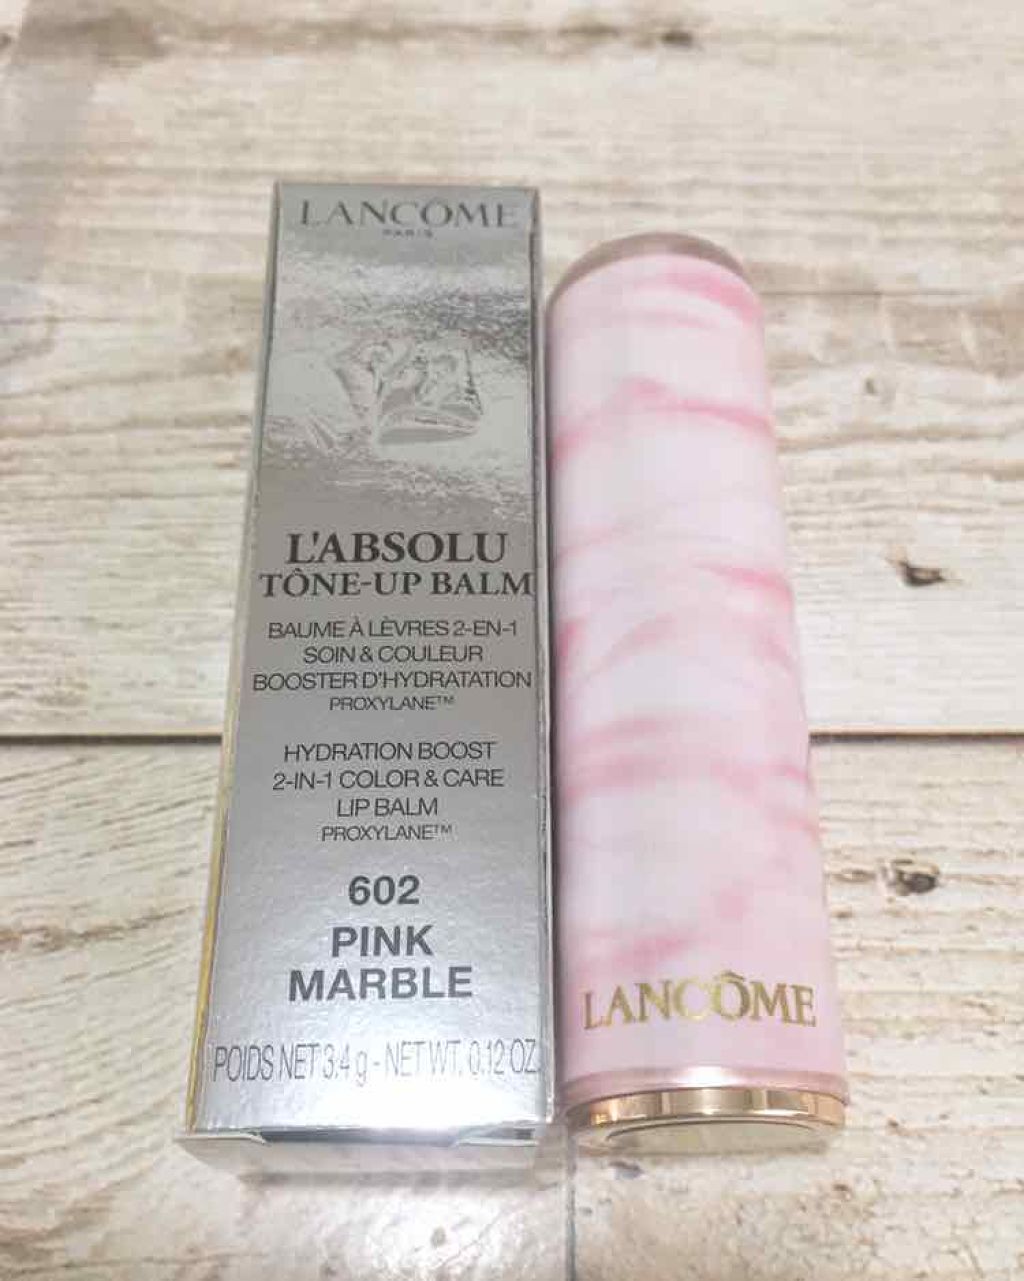 LANCÔME
PARIS
L'ABSOLU
TÔNE-UP BALM
BAUME À LÈVRES 2-EN-1
SOIN & COULEUR
BOOSTER D'HYDRATATION
PROXYLANE™
HYDRATION BOOST
2-IN-1 COLOR & CARE
LIP BALM
PROXYLANE™
602
PINK
MARBLE
POIDS NET 3.4 g - NET WT. 0.12 OZ.
LANCÔME